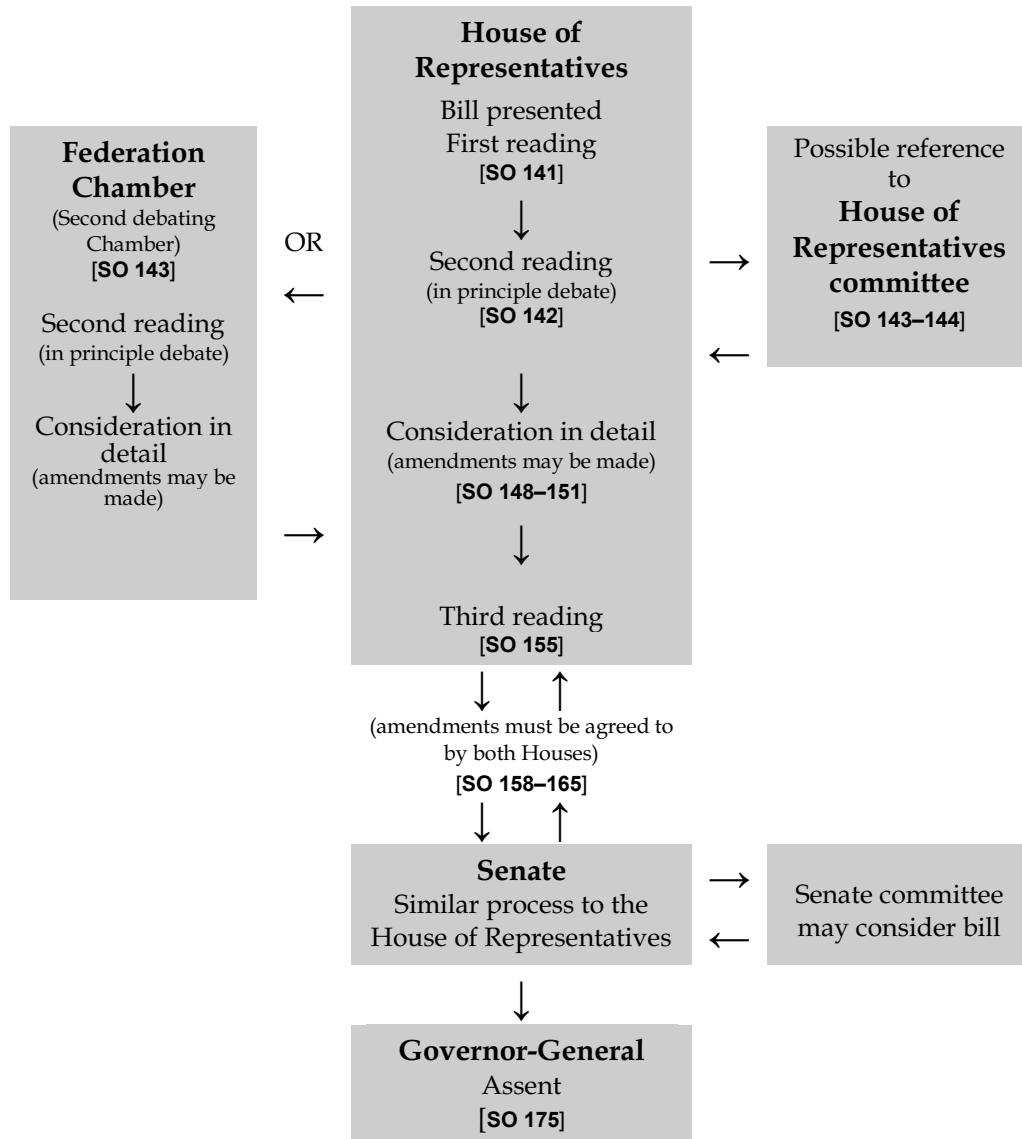 House of
Representatives
Bill presented
First reading
[SO 141]
↓
Second reading
(in principle debate)
[SO 142]
↓
Consideration in detail
(amendments may be made)
[SO 148–151]
↓
Third reading
[SO 155]
Federation
Chamber
(Second debating
Chamber)
[SO 143]
Second reading
(in principle debate)
↓
Consideration in
detail
(amendments may be
made)
OR
←
→
→
←
Possible reference
to
House of
Representatives
committee
[SO 143–144]
↓ ↑
(amendments must be agreed to
by both Houses)
[SO 158–165]
↓ ↑
Senate
Similar process to the
House of Representatives
→
←
Senate committee
may consider bill
↓
Governor-General
Assent
[SO 175]